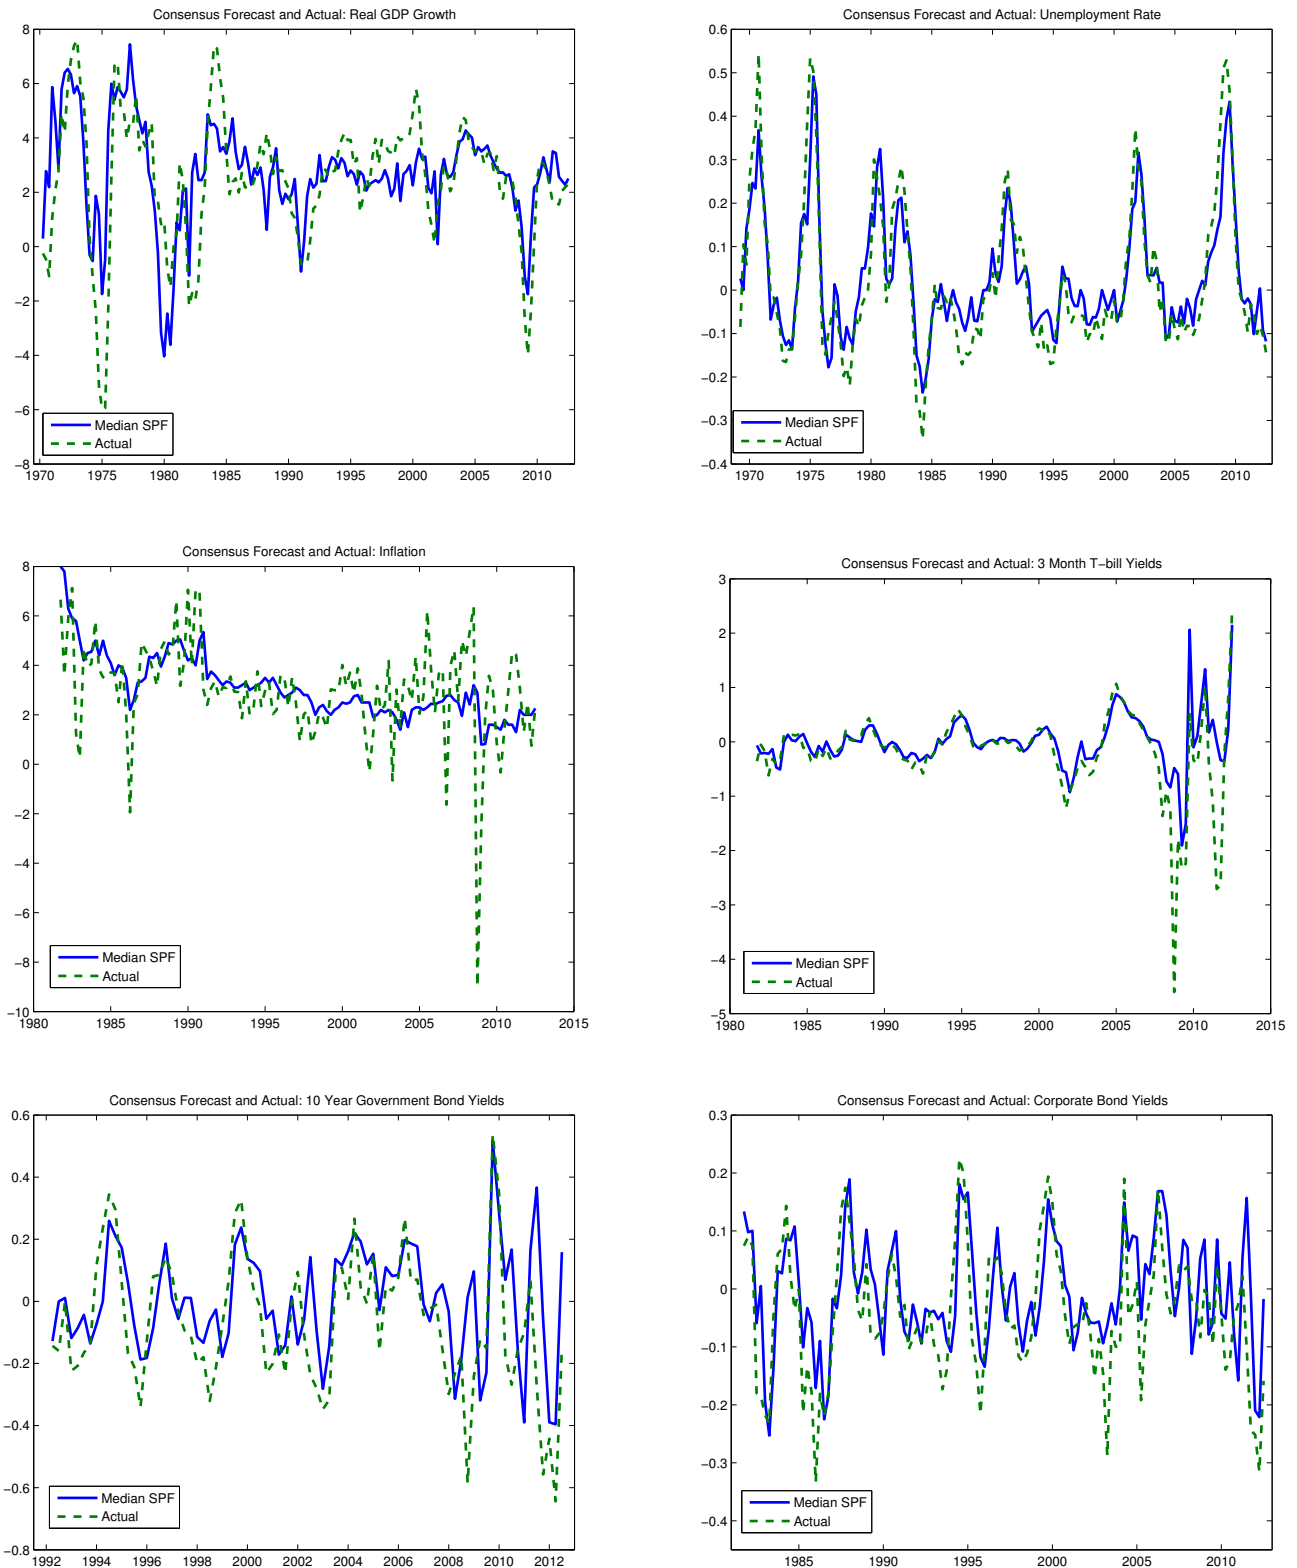 Consensus Forecast and Actual: Real GDP Growth
8
6
4
2
0
−2
−4
−6
−8
Median SPF
Actual
1970 1975 1980 1985 1990 1995 2000 2005 2010
Consensus Forecast and Actual: Unemployment Rate
0.6
0.5
0.4
0.3
0.2
0.1
0
−0.1
−0.2
−0.3
−0.4
Median SPF
Actual
1970 1975 1980 1985 1990 1995 2000 2005 2010
Consensus Forecast and Actual: Inflation
8
6
4
2
0
−2
−4
−6
−8
−10
Median SPF
Actual
1980 1985 1990 1995 2000 2005 2010 2015
Consensus Forecast and Actual: 3 Month T−bill Yields
3
2
1
0
−1
−2
−3
−4
−5
Median SPF
Actual
1980 1985 1990 1995 2000 2005 2010 2015
Consensus Forecast and Actual: 10 Year Government Bond Yields
0.6
0.4
0.2
0
−0.2
−0.4
−0.6
−0.8
Median SPF
Actual
1992 1994 1996 1998 2000 2002 2004 2006 2008 2010 2012
Consensus Forecast and Actual: Corporate Bond Yields
0.3
0.2
0.1
0
−0.1
−0.2
−0.3
−0.4
Median SPF
Actual
1985 1990 1995 2000 2005 2010